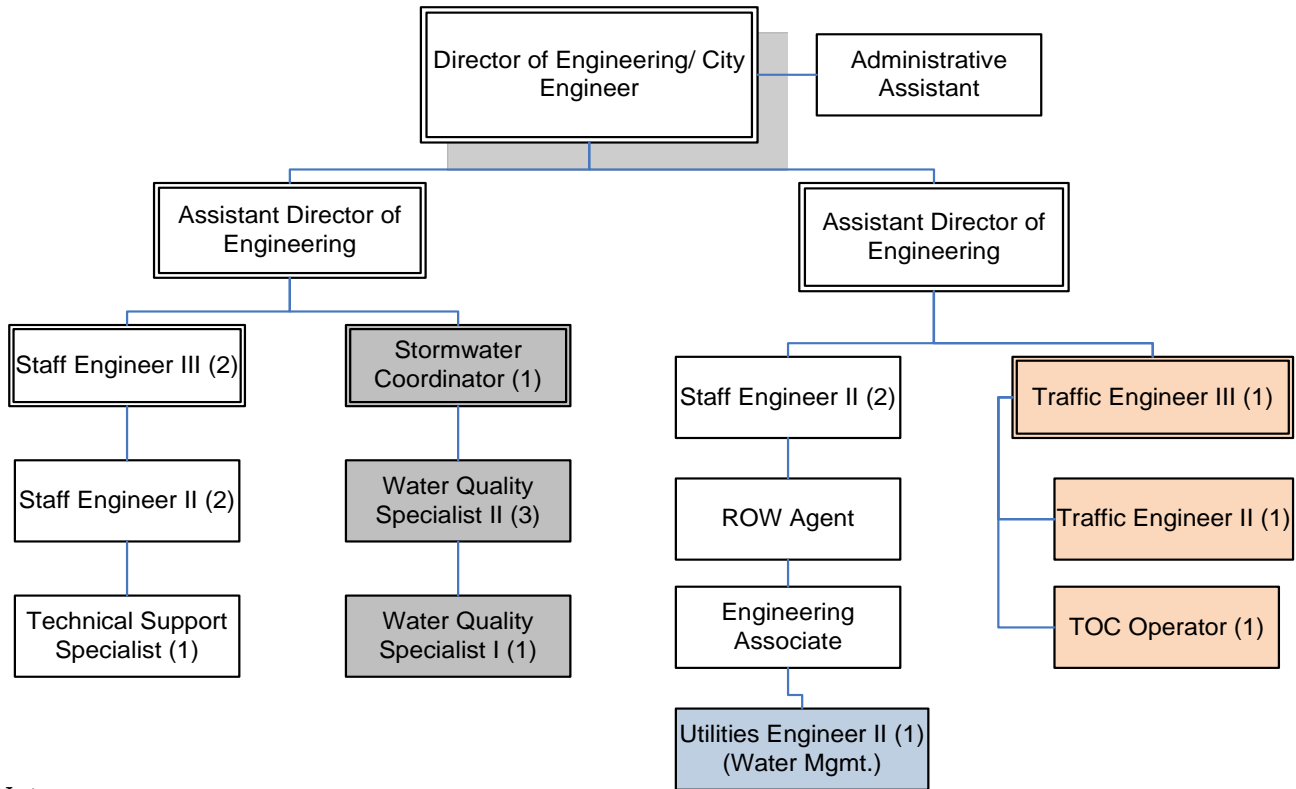 Director of Engineering/ City
Engineer
Administrative
Assistant
Assistant Director of
Engineering
Assistant Director of
Engineering
Staff Engineer III (2)
Stormwater
Coordinator (1)
Staff Engineer II (2)
Traffic Engineer III (1)
Staff Engineer II (2)
Water Quality
Specialist II (3)
ROW Agent
Traffic Engineer II (1)
Technical Support
Specialist (1)
Water Quality
Specialist I (1)
Engineering
Associate
TOC Operator (1)
Utilities Engineer II (1)
(Water Mgmt.)